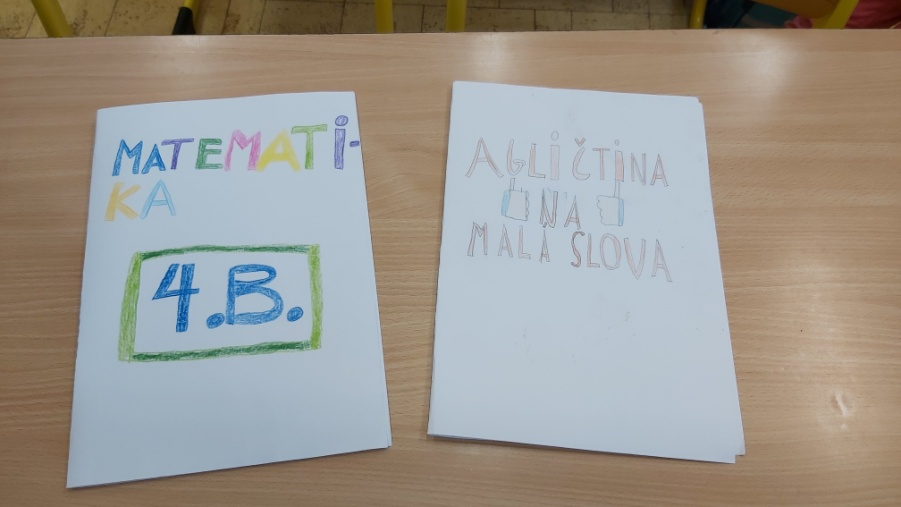 MATEMATI-
KA
4.B.
AGLIČTINA
NA
MALÁ SLOVA